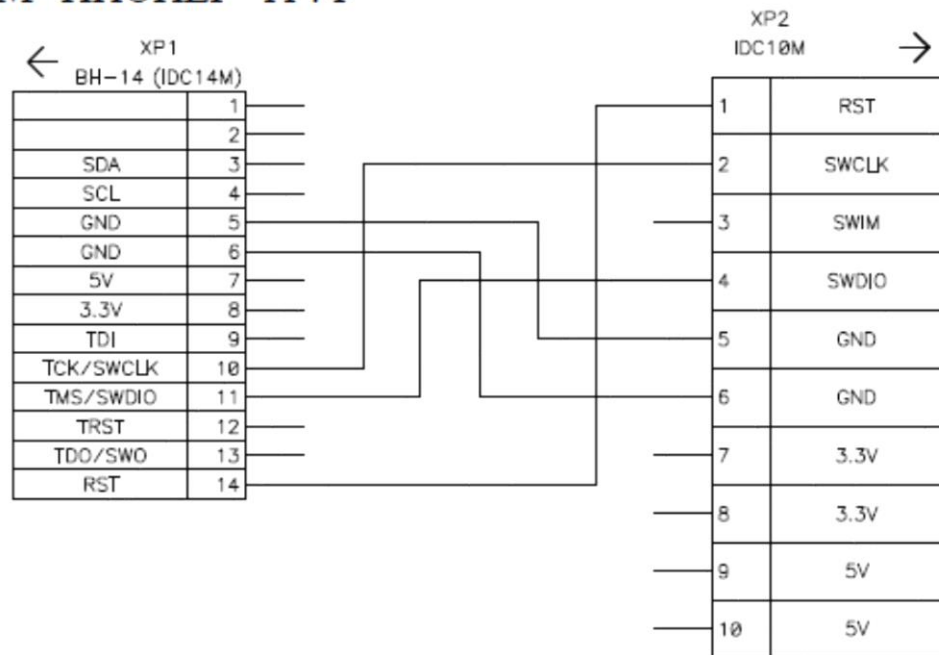 XP1
BH-14 (IDC14M)
1
2
SDA 3
SCL 4
GND 5
GND 6
5V 7
3.3V 8
TDI 9
TCK/SWCLK 10
TMS/SWDIO 11
TRST 12
TDO/SWO 13
RST 14
XP2
IDC10M
1 RST
2 SWCLK
3 SWIM
4 SWDIO
5 GND
6 GND
7 3.3V
8 3.3V
9 5V
10 5V